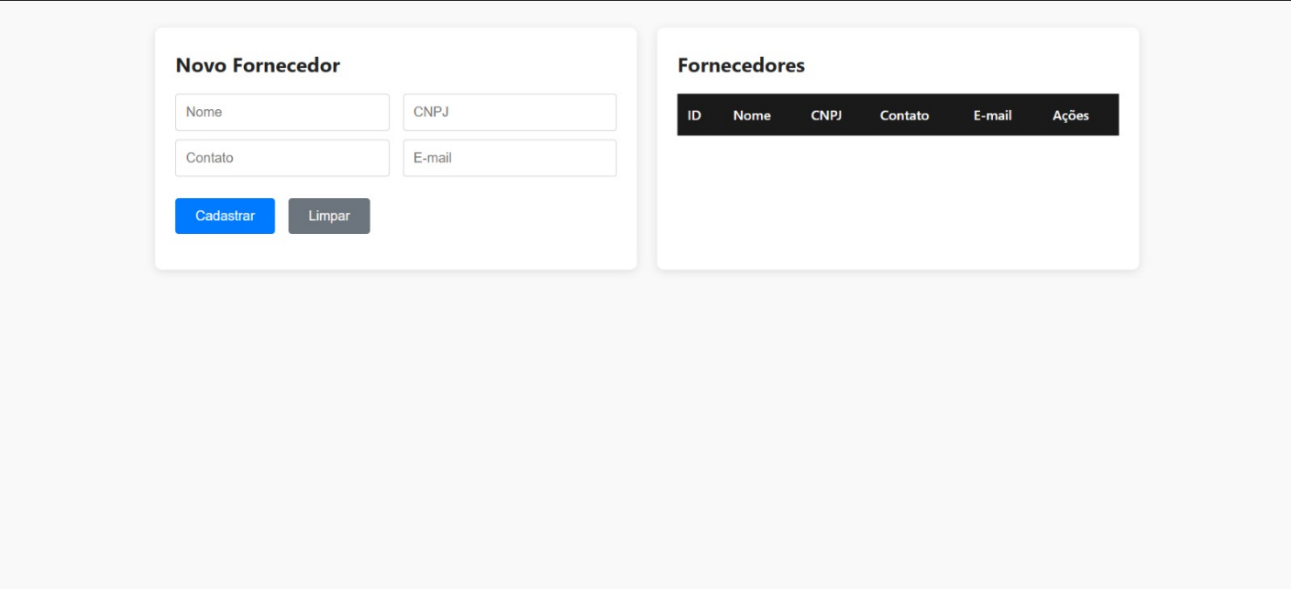 Novo Fornecedor
Nome
CNPJ
Contato
E-mail
Cadastrar
Limpar
Fornecedores
ID Nome CNPJ Contato E-mail Ações